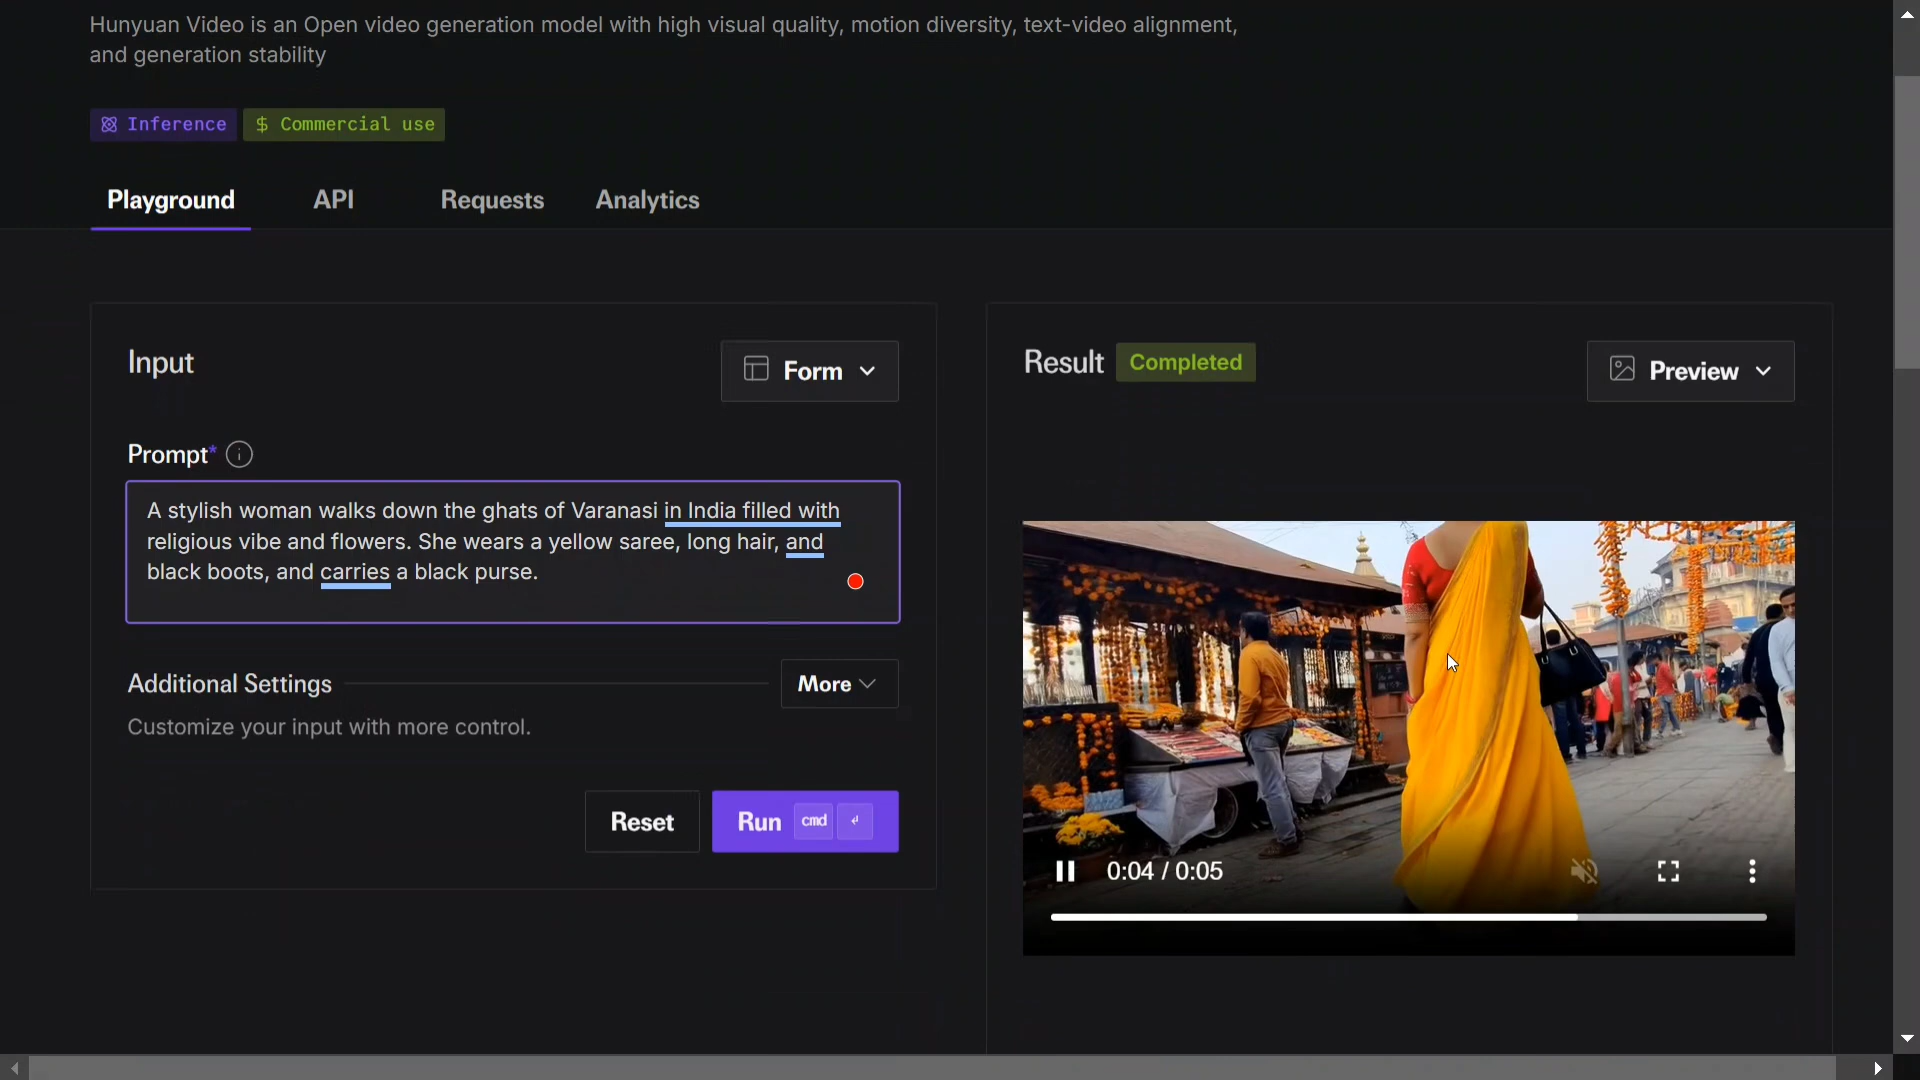 Hunyuan Video is an Open video generation model with high visual quality, motion diversity, text-video alignment,
and generation stability
Inference
$ Commercial use
Playground
API
Requests
Analytics
Input
Form
Prompt*
A stylish woman walks down the ghats of Varanasi in India filled with
religious vibe and flowers. She wears a yellow saree, long hair, and
black boots, and carries a black purse.
Additional Settings
More
Customize your input with more control.
Reset
Run cmd ↵
Result
Completed
Preview
0:04 / 0:05